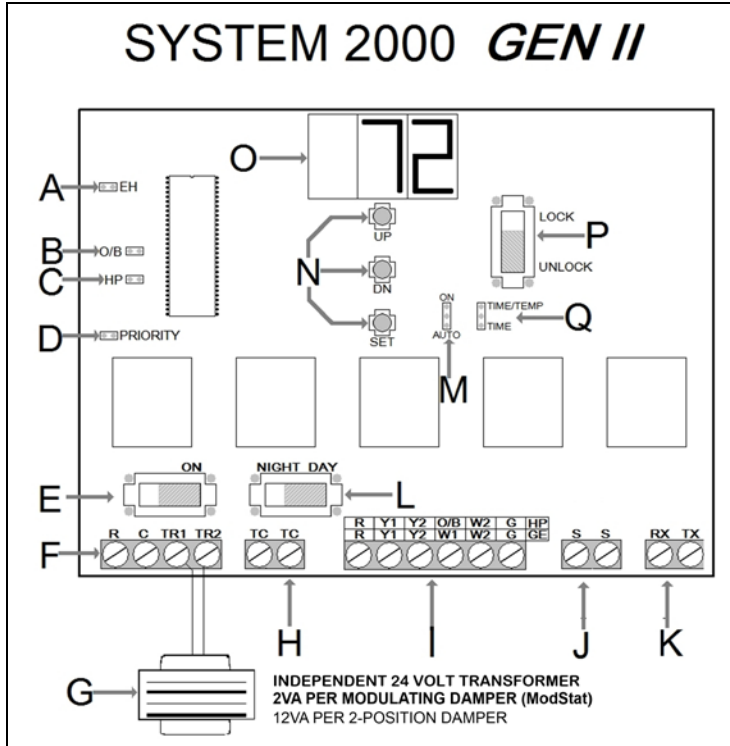 SYSTEM 2000 GEN II
O
72
A
EH
LOCK
P
B
O/B
UP
UNLOCK
C
HP
N
DN
ON
TIME/TEMP
Q
D
PRIORITY
SET
AUTO
TIME
M
ON
NIGHT DAY
E
L
R Y1 Y2 O/B W2 G HP
F
R C TR1 TR2
TC TC
R Y1 Y2 W1 W2 G GE
S S
RX TX
H
I
J
K
G
INDEPENDENT 24 VOLT TRANSFORMER
2VA PER MODULATING DAMPER (ModStat)
12VA PER 2-POSITION DAMPER